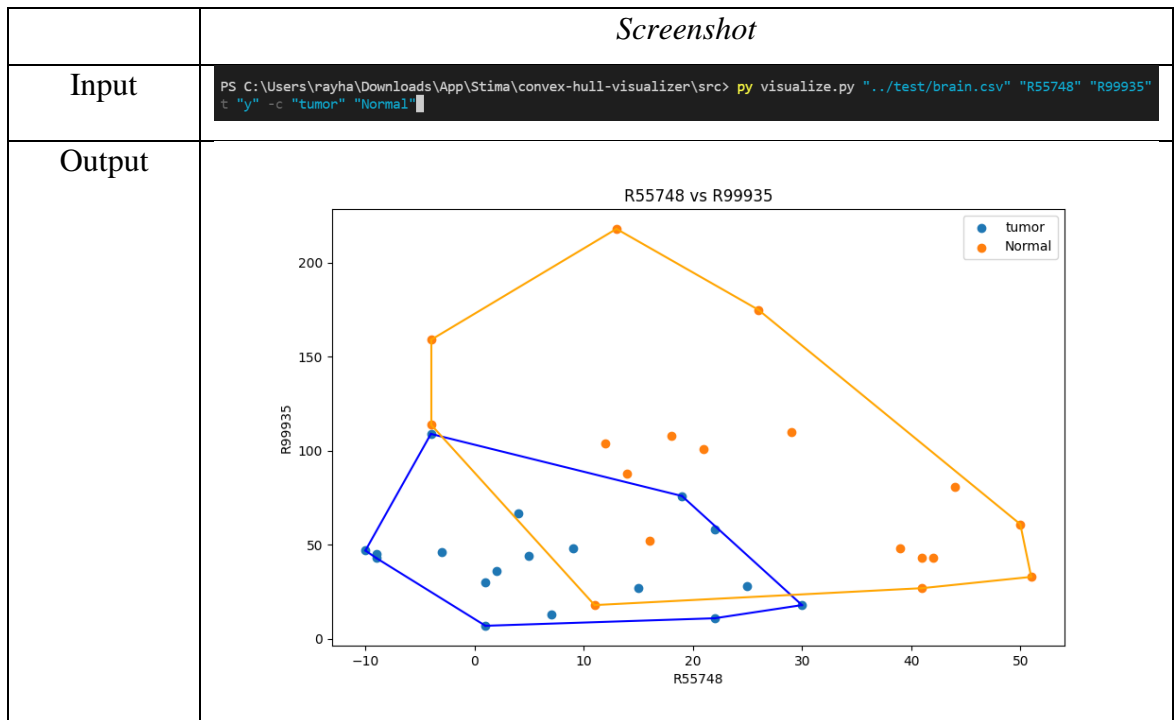 Screenshot
Input
PS C:\Users\rayha\Downloads\App\Stima\convex-hull-visualizer\src> py visualize.py "../test/brain.csv" "R55748" "R99935"
t "y" -c "tumor" "Normal"
Output
R55748 vs R99935
tumor
Normal
200
150
100
50
0
R99935
−10 0 10 20 30 40 50
R55748